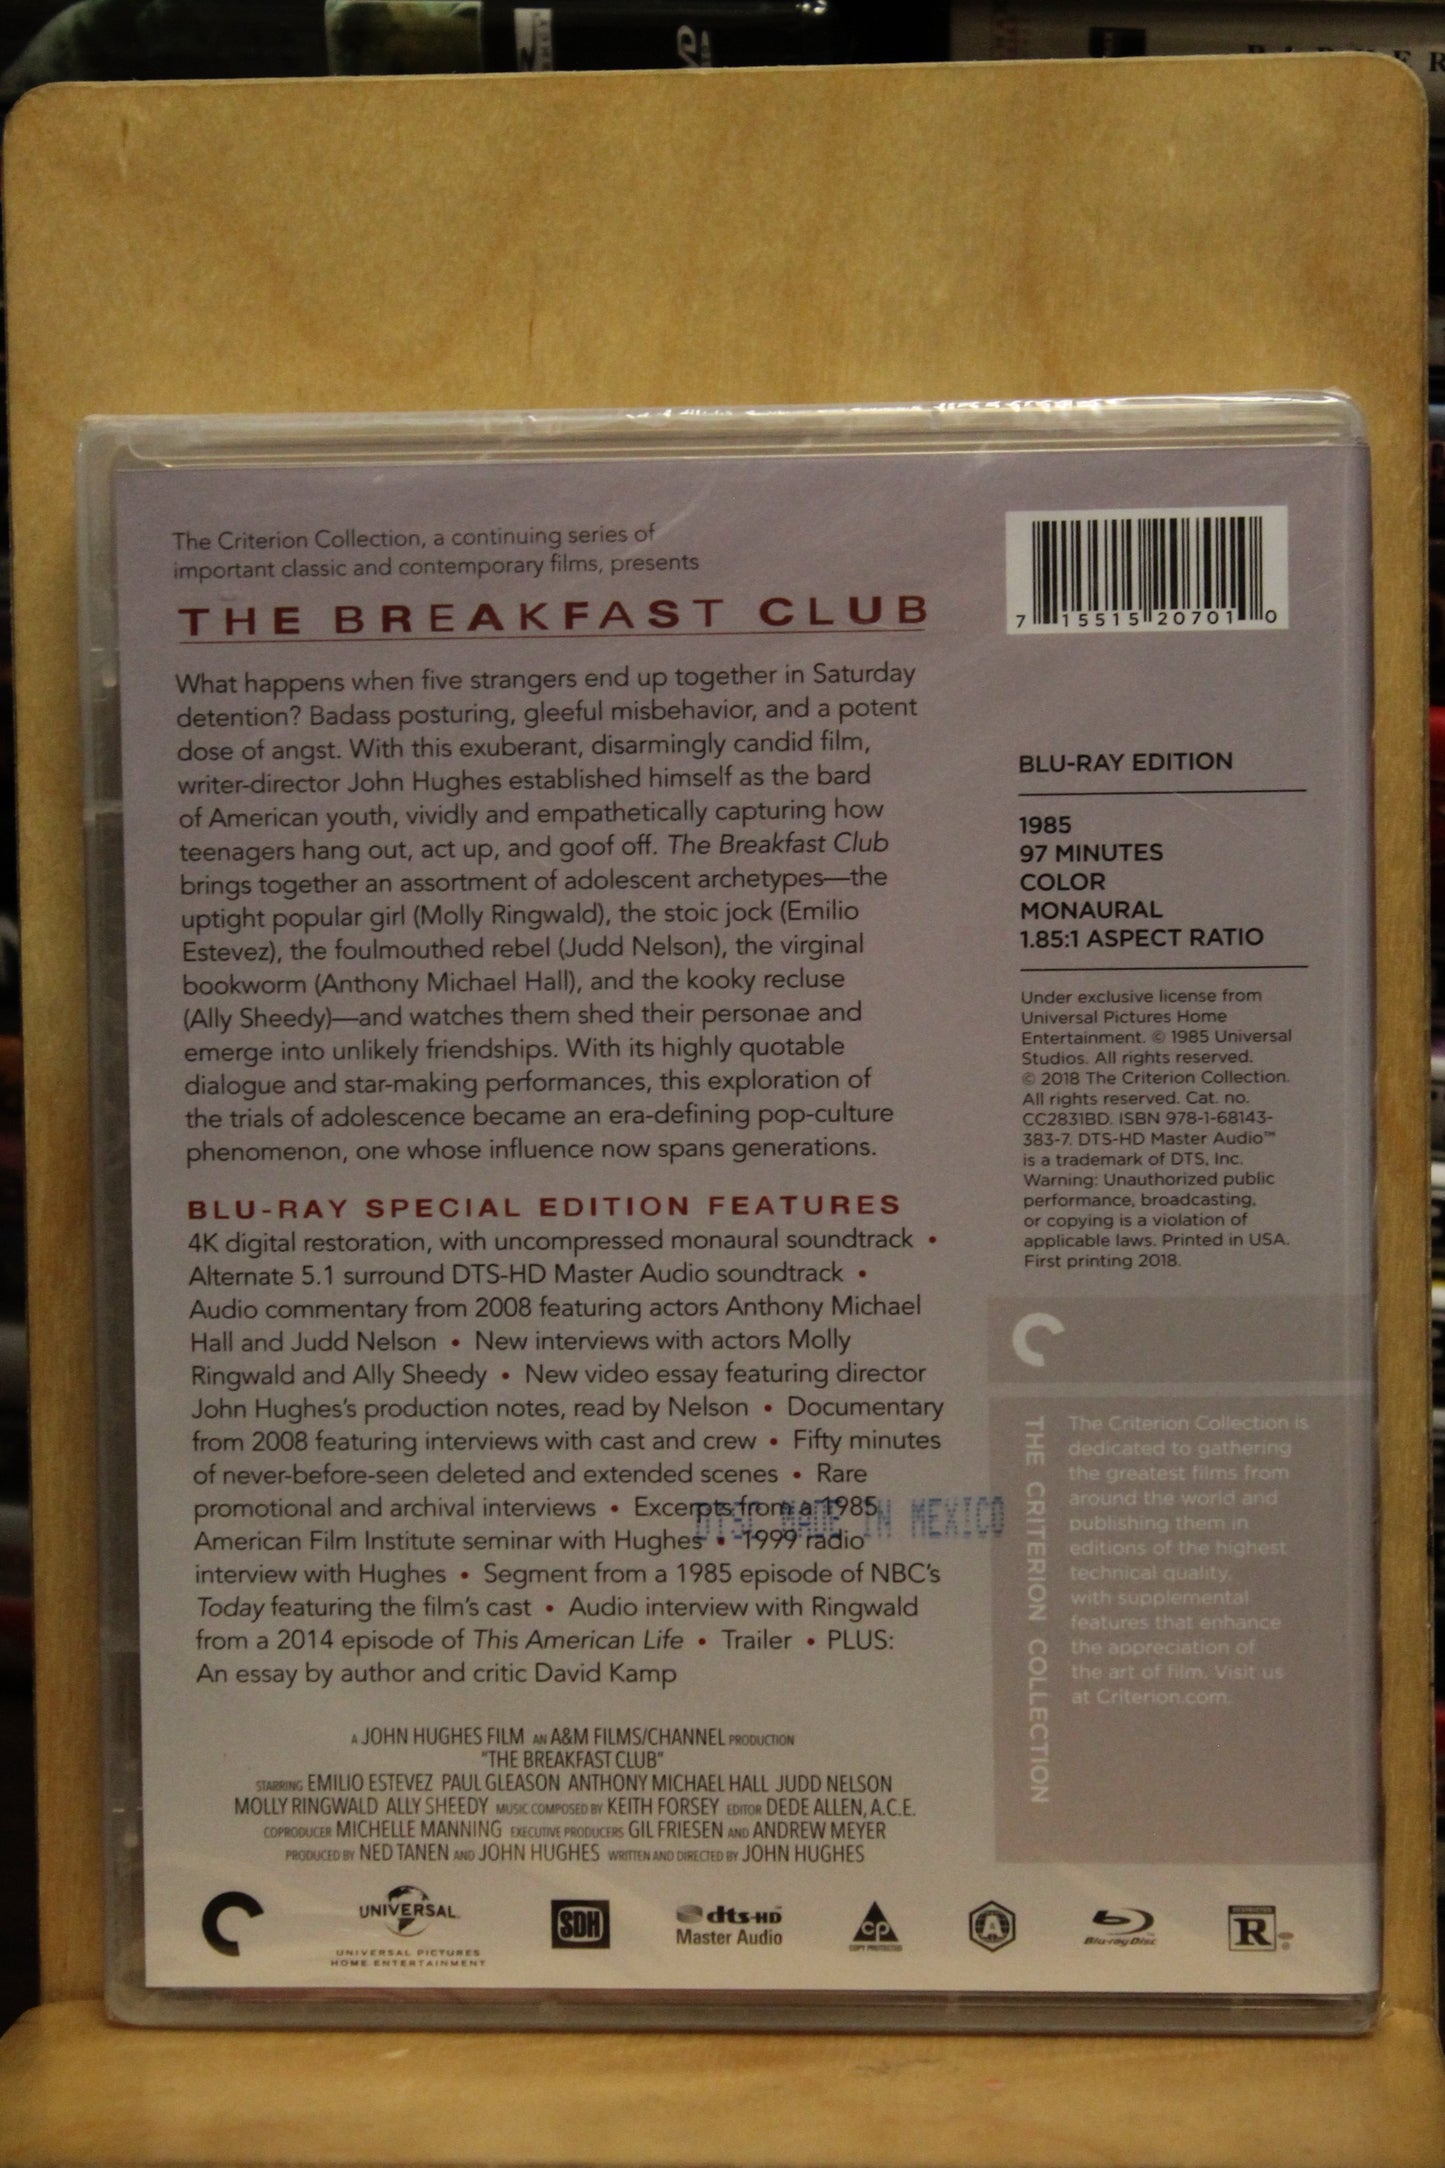 The Criterion Collection, a continuing series of
important classic and contemporary films, presents
THE BREAKFAST CLUB
What happens when five strangers end up together in Saturday
detention? Badass posturing, gleeful misbehavior, and a potent
dose of angst. With this exuberant, disarmingly candid film,
writer-director John Hughes established himself as the bard
of American youth, vividly and empathetically capturing how
teenagers hang out, act up, and goof off. The Breakfast Club
brings together an assortment of adolescent archetypes—the
uptight popular girl (Molly Ringwald), the stoic jock (Emilio
Estevez), the foulmouthed rebel (Judd Nelson), the virginal
bookworm (Anthony Michael Hall), and the kooky recluse
(Ally Sheedy)—and watches them shed their personae and
emerge into unlikely friendships. With its highly quotable
dialogue and star-making performances, this exploration of
the trials of adolescence became an era-defining pop-culture
phenomenon, one whose influence now spans generations.
BLU-RAY SPECIAL EDITION FEATURES
4K digital restoration, with uncompressed monaural soundtrack •
Alternate 5.1 surround DTS-HD Master Audio soundtrack •
Audio commentary from 2008 featuring actors Anthony Michael
Hall and Judd Nelson • New interviews with actors Molly
Ringwald and Ally Sheedy • New video essay featuring director
John Hughes's production notes, read by Nelson • Documentary
from 2008 featuring interviews with cast and crew • Fifty minutes
of never-before-seen deleted and extended scenes • Rare
promotional and archival interviews • Excerpts from a 1985
American Film Institute seminar with Hughes • 1999 radio
interview with Hughes • Segment from a 1985 episode of NBC's
Today featuring the film's cast • Audio interview with Ringwald
from a 2014 episode of This American Life • Trailer • PLUS:
An essay by author and critic David Kamp
IN MEXICO
A JOHN HUGHES FILM AN A&M FILMS/CHANNEL PRODUCTION
"THE BREAKFAST CLUB"
STARRING EMILIO ESTEVEZ PAUL GLEASON ANTHONY MICHAEL HALL JUDD NELSON
MOLLY RINGWALD ALLY SHEEDY MUSIC COMPOSED BY KEITH FORSEY EDITOR DEDE ALLEN, A.C.E.
COPRODUCER MICHELLE MANNING EXECUTIVE PRODUCERS GIL FRIESEN AND ANDREW MEYER
PRODUCED BY NED TANEN AND JOHN HUGHES WRITTEN AND DIRECTED BY JOHN HUGHES
7 15515 20701 0
BLU-RAY EDITION
1985
97 MINUTES
COLOR
MONAURAL
1.85:1 ASPECT RATIO
Under exclusive license from
Universal Pictures Home
Entertainment. © 1985 Universal
Studios. All rights reserved.
© 2018 The Criterion Collection.
All rights reserved. Cat. no.
CC2831BD. ISBN 978-1-68143-
383-7. DTS-HD Master Audio™
is a trademark of DTS, Inc.
Warning: Unauthorized public
performance, broadcasting,
or copying is a violation of
applicable laws. Printed in USA.
First printing 2018.
THE CRITERION COLLECTION
The Criterion Collection is
dedicated to gathering
the greatest films from
around the world and
publishing them in
editions of the highest
technical quality,
with supplemental
features that enhance
the appreciation of
the art of film. Visit us
at Criterion.com.
UNIVERSAL
UNIVERSAL PICTURES
HOME ENTERTAINMENT
SDH
dts-HD
Master Audio
CP
COPY PROTECTED
A
Blu-ray Disc
RESTRICTED
R